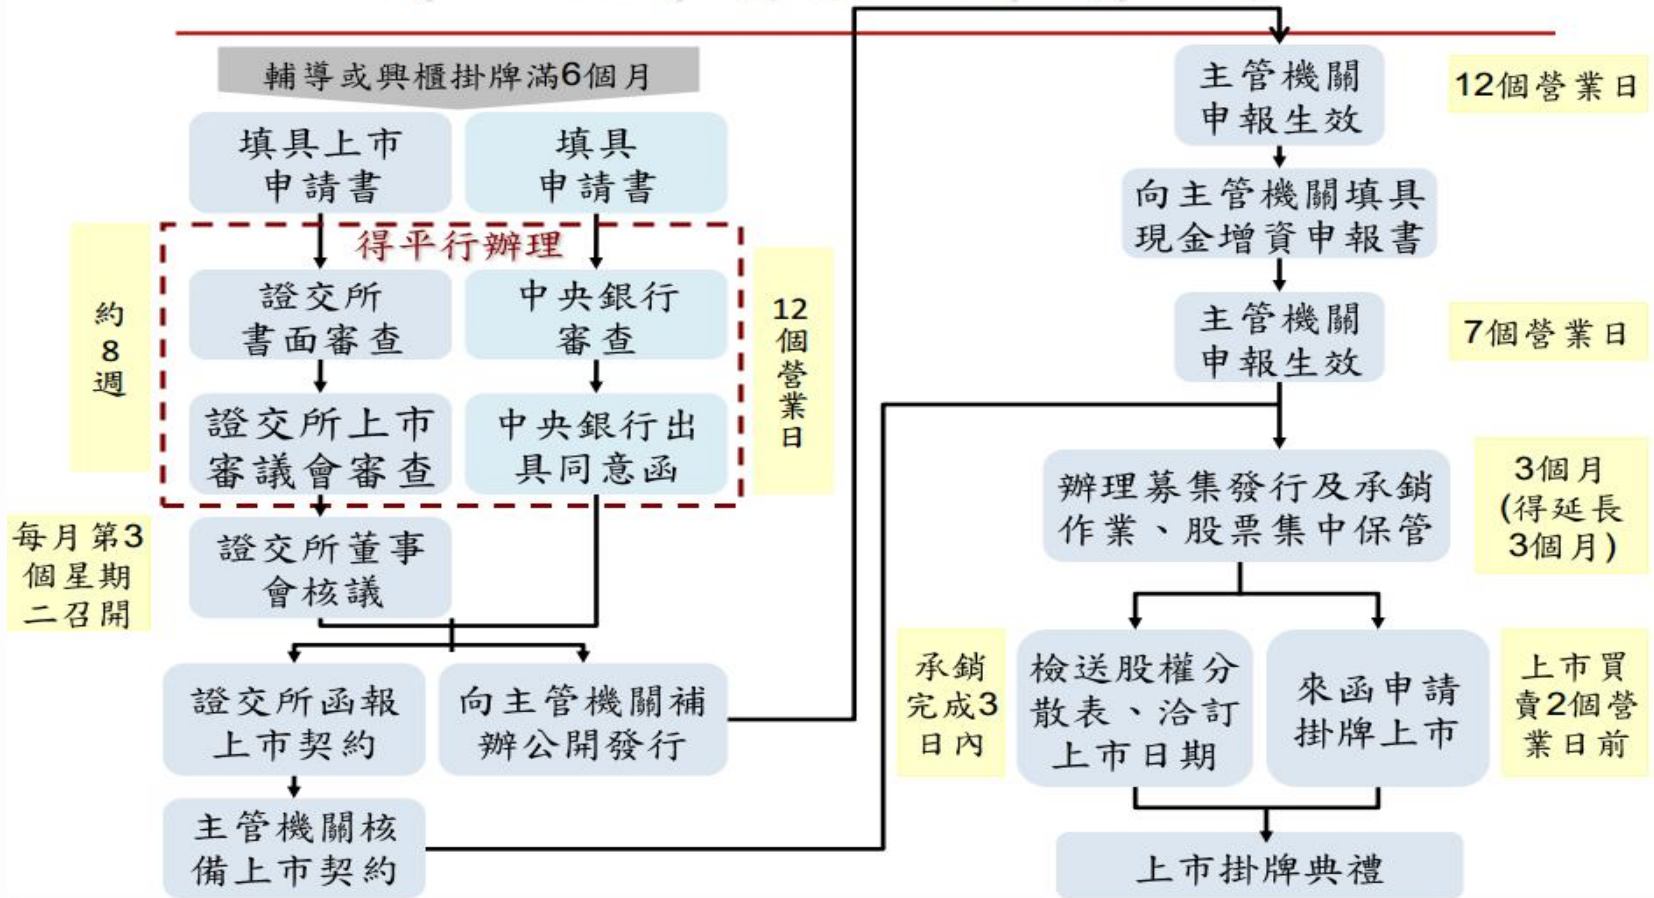 輔導或興櫃掛牌滿6個月
填具上市
申請書
填具
申請書
得平行辦理
約
8
週
證交所
書面審查
中央銀行
審查
12
個
營
業
日
證交所上市
審議會審查
中央銀行出
具同意函
每月第3
個星期
二召開
證交所董事
會核議
證交所函報
上市契約
向主管機關補
辦公開發行
主管機關核
備上市契約
主管機關
申報生效
12個營業日
向主管機關填具
現金增資申報書
主管機關
申報生效
7個營業日
辦理募集發行及承銷
作業、股票集中保管
3個月
(得延長
3個月)
承銷
完成3
日內
檢送股權分
散表、洽訂
上市日期
來函申請
掛牌上市
上市買
賣2個營
業日前
上市掛牌典禮